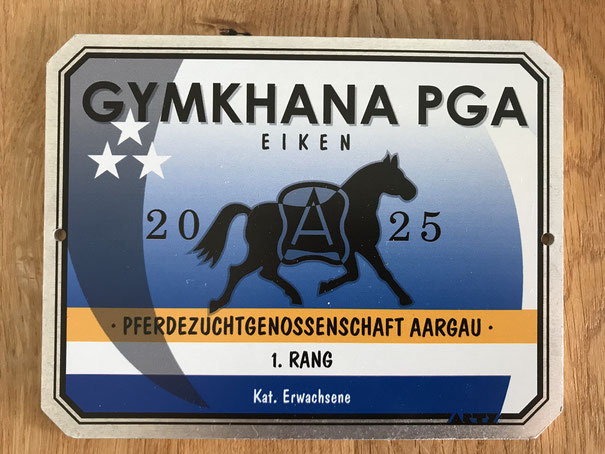 GYMKHANA PGA
EIKEN
20 A 25
· PFERDEZUCHTGENOSSENSCHAFT AARGAU ·
1. RANG
Kat. Erwachsene